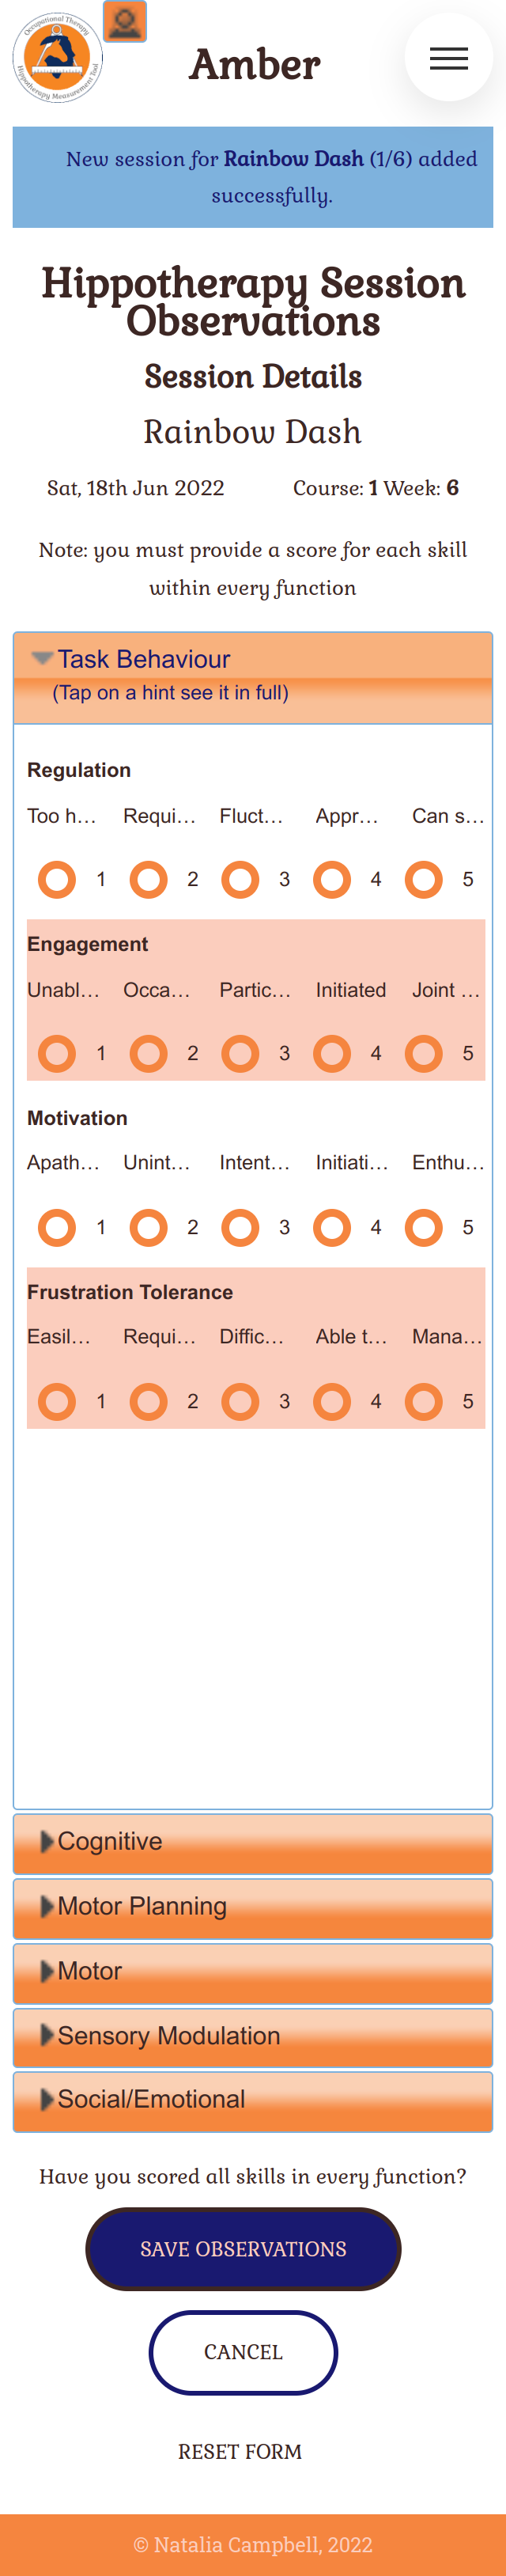 Occupational Therapy
Hippotherapy Measurement Tool
Amber
New session for Rainbow Dash (1/6) added
successfully.
Hippotherapy Session
Observations
Session Details
Rainbow Dash
Sat, 18th Jun 2022 Course: 1 Week: 6
Note: you must provide a score for each skill
within every function
Task Behaviour
(Tap on a hint see it in full)
Regulation
Too h... Requi... Fluct... Appr... Can s...
1 2 3 4 5
Engagement
Unabl... Occa... Partic... Initiated Joint ...
1 2 3 4 5
Motivation
Apath... Unint... Intent... Initiati... Enthu...
1 2 3 4 5
Frustration Tolerance
Easil... Requi... Diffic... Able t... Mana...
1 2 3 4 5
Cognitive
Motor Planning
Motor
Sensory Modulation
Social/Emotional
Have you scored all skills in every function?
SAVE OBSERVATIONS
CANCEL
RESET FORM
© Natalia Campbell, 2022